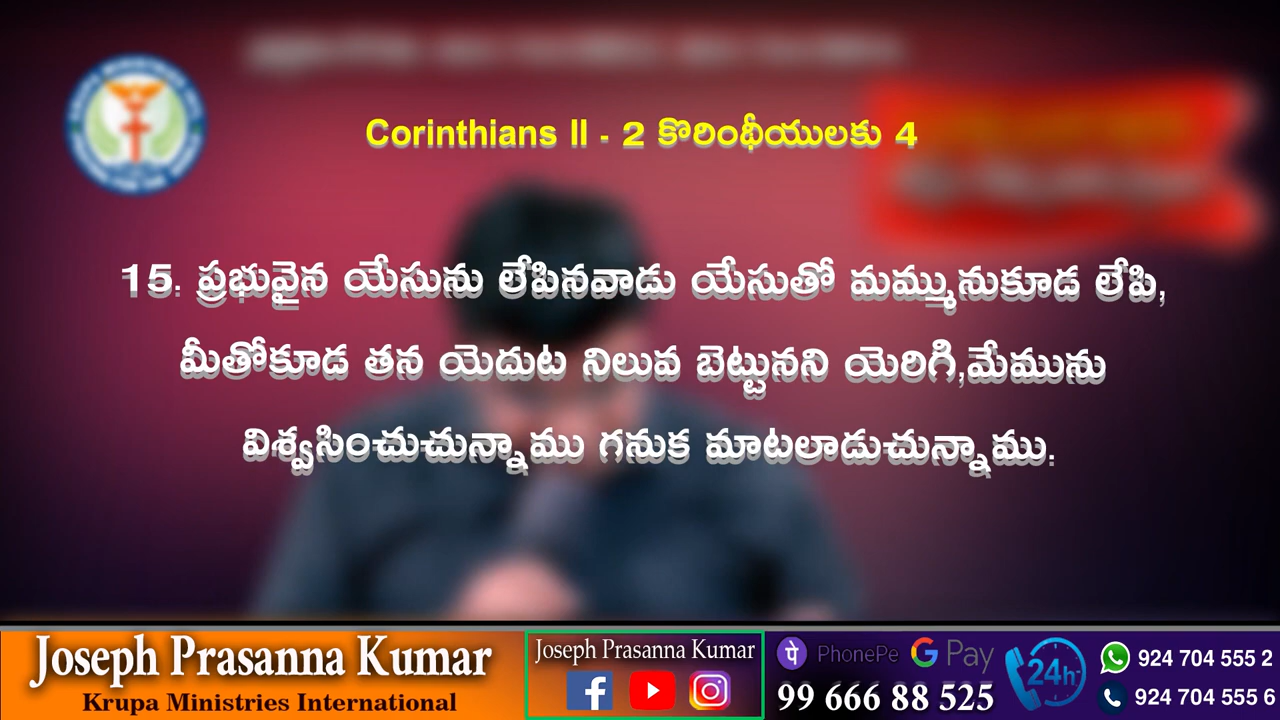 Corinthians II - 2 కొరింథీయులకు 4
15. ప్రభువైన యేసును లేపినవాడు యేసుతో మమ్మునుకూడ లేపి,
మీతోకూడ తన యెదుట నిలువ బెట్టునని యెరిగి,మేమును
విశ్వసించుచున్నాము గనుక మాటలాడుచున్నాము.
Joseph Prasanna Kumar
Krupa Ministries International
Joseph Prasanna Kumar
PhonePe G Pay
99 666 88 525
24h
924 704 555 2
924 704 555 6